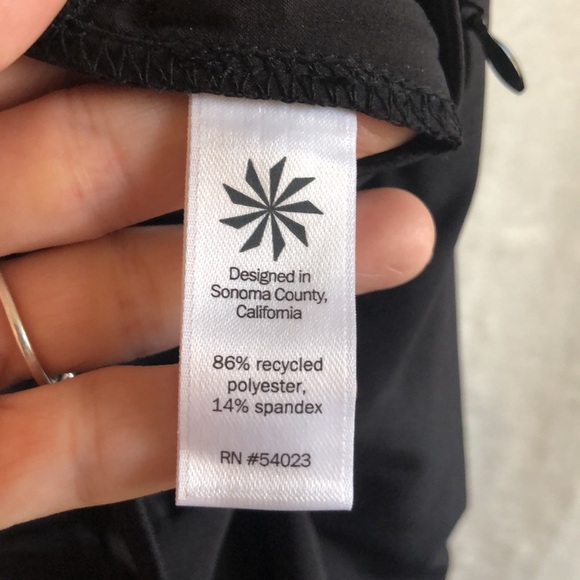 Designed in
Sonoma County,
California
86% recycled
polyester,
14% spandex
RN #54023